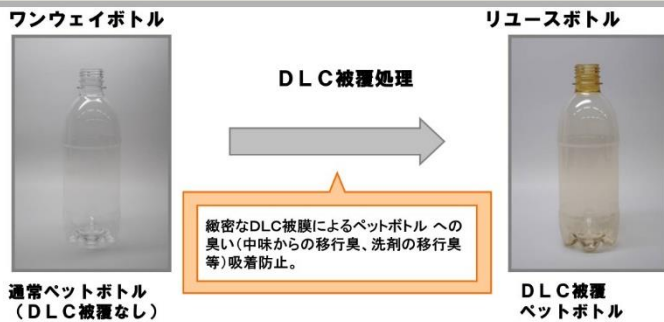 ワンウェイボトル
リユースボトル
DLC被覆処理
緻密なDLC被膜によるペットボトル への
臭い(中味からの移行臭、洗剤の移行臭
等)吸着防止。
通常ペットボトル
(DLC被覆なし)
DLC被覆
ペットボトル